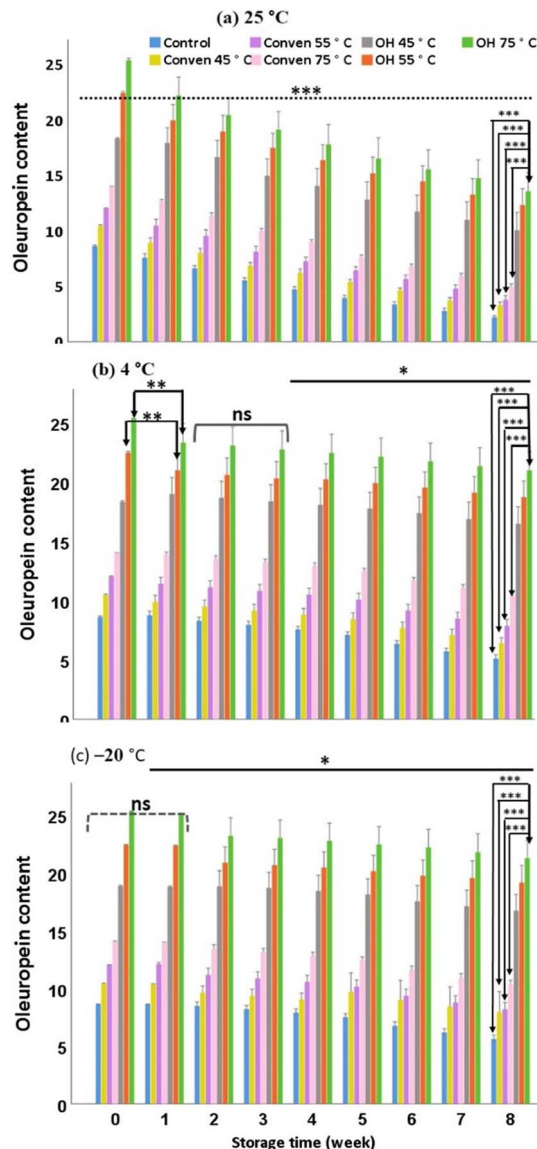 (a) 25 °C
Control
Conven 55 ° C
OH 45 ° C
OH 75 ° C
Conven 45 ° C
Conven 75 ° C
OH 55 ° C
Oleuropein content
25
20
15
10
5
0
***
***
***
***
***
(b) 4 °C
Oleuropein content
25
20
15
10
5
0
**
**
ns
*
***
***
***
***
(c) −20 °C
Oleuropein content
25
20
15
10
5
0
ns
*
***
***
***
***
0 1 2 3 4 5 6 7 8
Storage time (week)